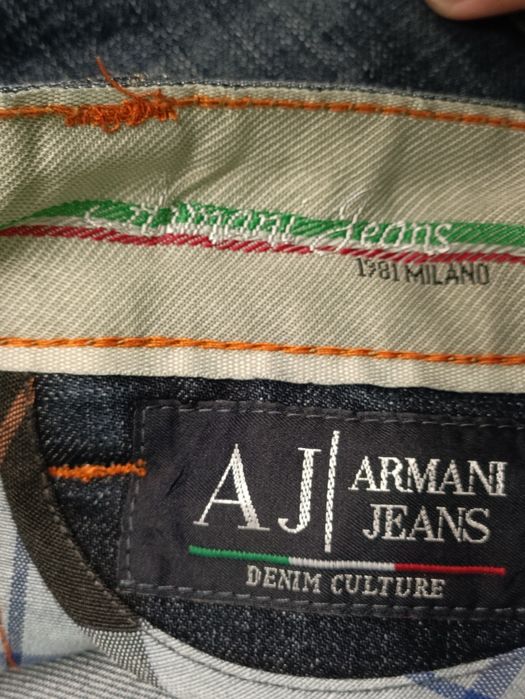 Armani Jeans
1981 MILANO
AJ
ARMANI
JEANS
DENIM CULTURE